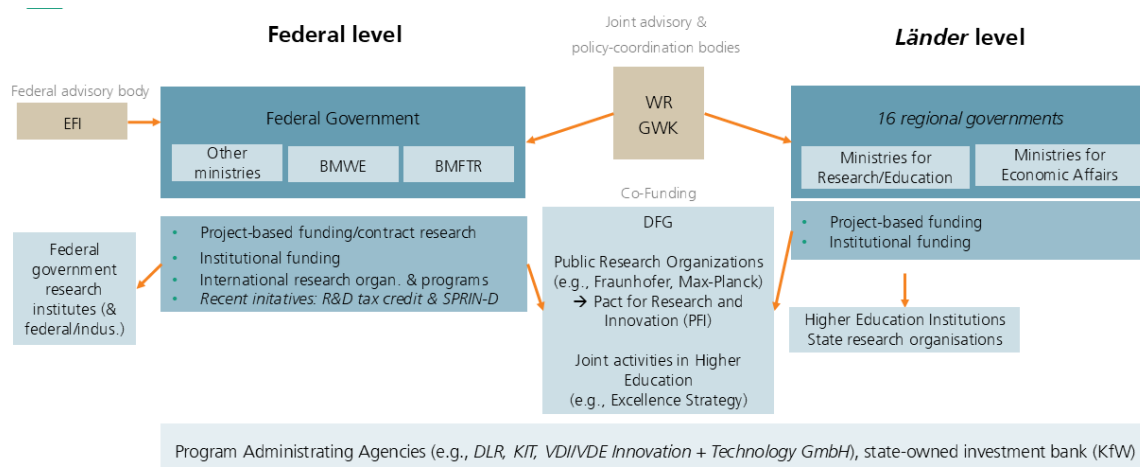 Federal level
Joint advisory &
policy-coordination bodies
Länder level
Federal advisory body
EFI
Federal Government
Other
ministries
BMWE
BMFTR
WR
GWK
16 regional governments
Ministries for
Research/Education
Ministries for
Economic Affairs
Co-Funding
Federal
government
research
institutes (&
federal/indus.)
• Project-based funding/contract research
• Institutional funding
• International research organ. & programs
• Recent initatives: R&D tax credit & SPRIN-D
DFG
Public Research Organizations
(e.g., Fraunhofer, Max-Planck)
→ Pact for Research and
Innovation (PFI)
Joint activities in Higher
Education
(e.g., Excellence Strategy)
• Project-based funding
• Institutional funding
Higher Education Institutions
State research organisations
Program Administrating Agencies (e.g., DLR, KIT, VDI/VDE Innovation + Technology GmbH), state-owned investment bank (KfW)